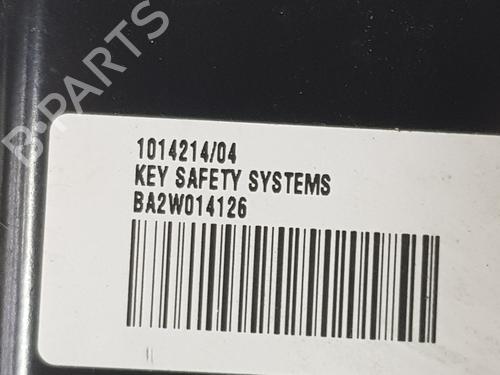 B-PARTS
1014214/04
KEY SAFETY SYSTEMS
BA2W014126